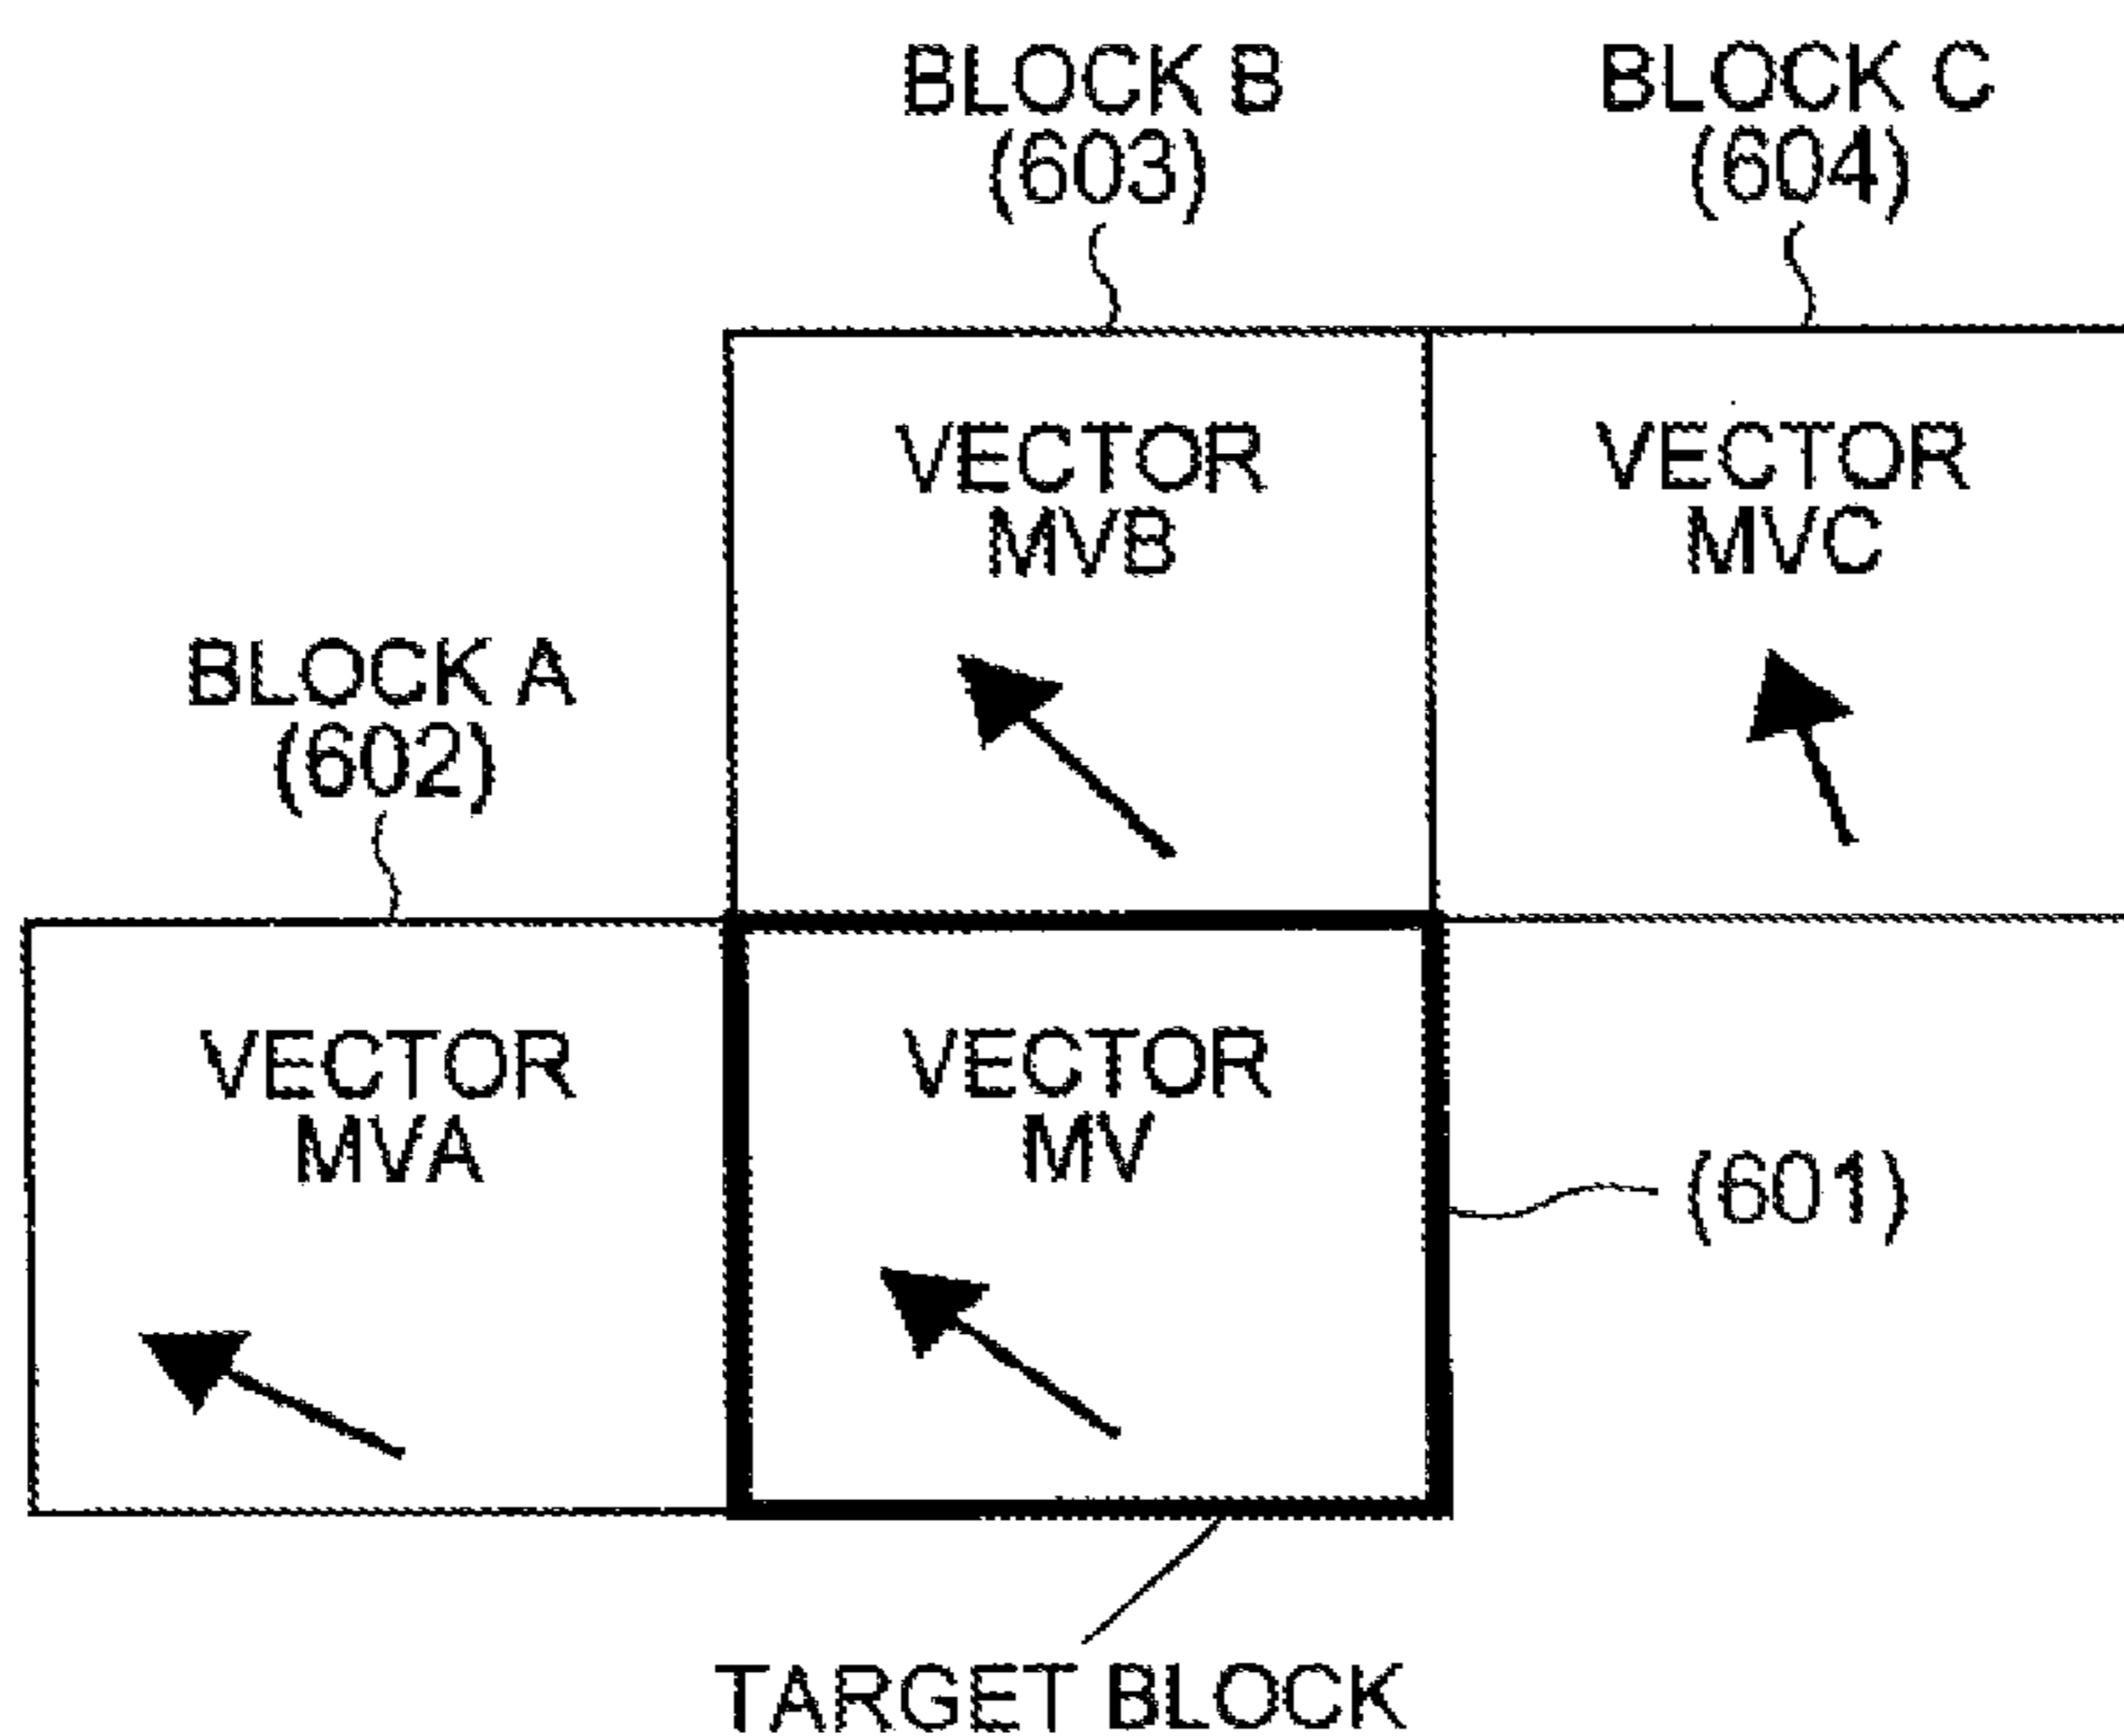 BLOCK B
(603)
BLOCK C
(604)
VECTOR
MVB
VECTOR
MVC
BLOCK A
(602)
VECTOR
MVA
VECTOR
MV
(601)
TARGET BLOCK